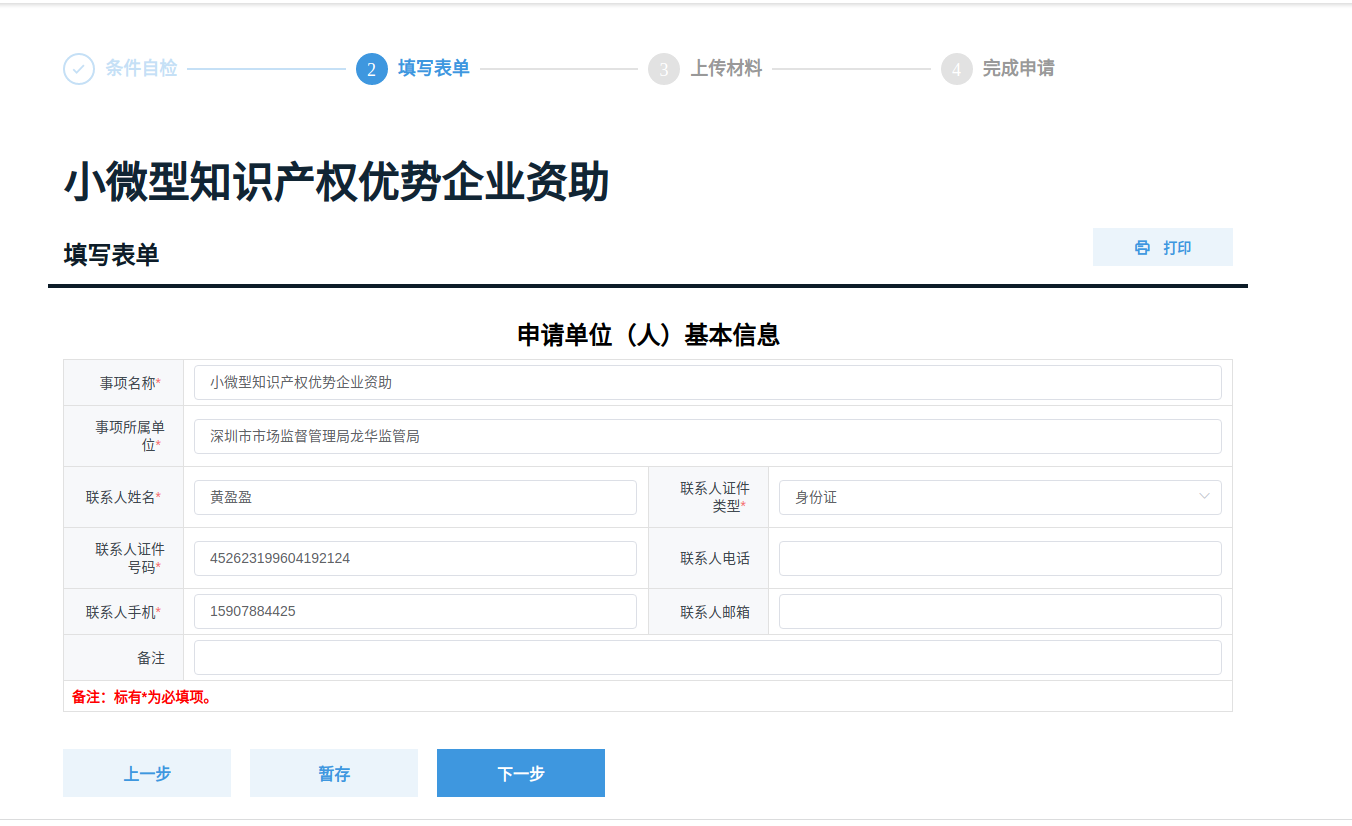 条件自检
2 填写表单
3 上传材料
4 完成申请
小微型知识产权优势企业资助
填写表单
打印
申请单位（人）基本信息
事项名称* 小微型知识产权优势企业资助
事项所属单
位*
深圳市市场监督管理局龙华监管局
联系人姓名* 黄盈盈
联系人证件
类型*
身份证
联系人证件
号码*
452623199604192124
联系人电话
联系人手机* 15907884425
联系人邮箱
备注
备注：标有*为必填项。
上一步
暂存
下一步